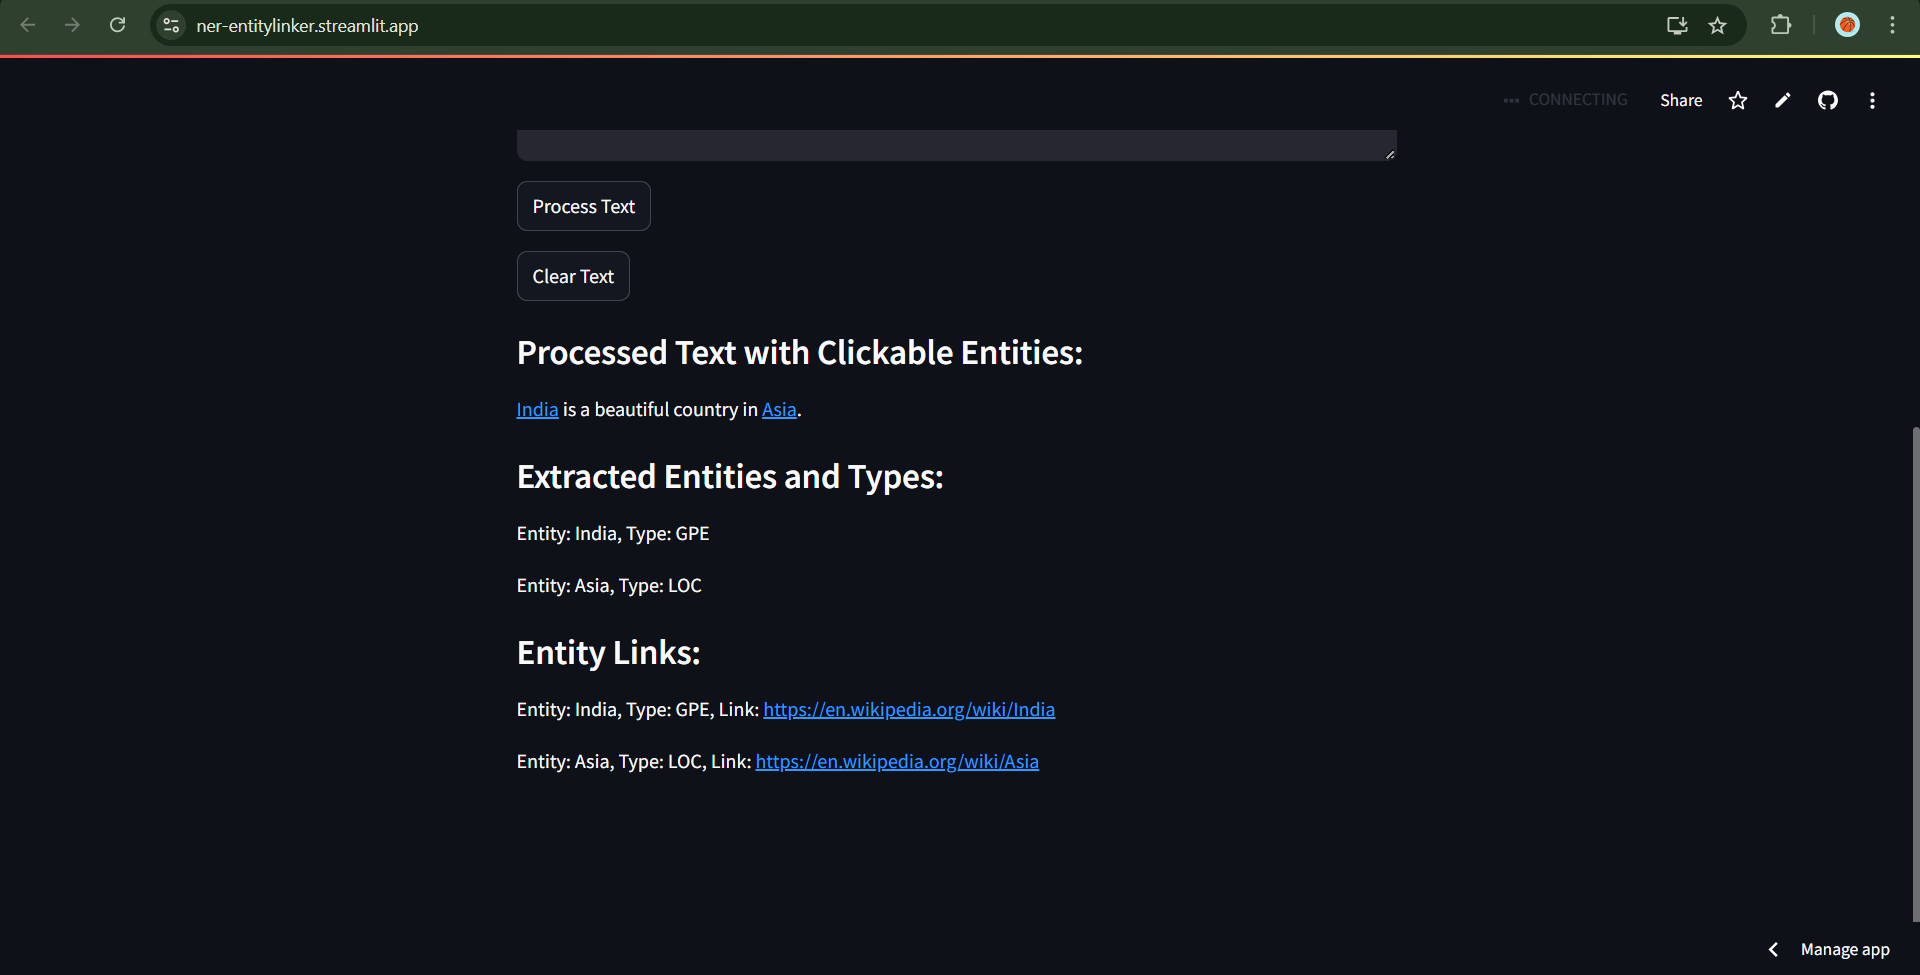 ner-entitylinker.streamlit.app
CONNECTING
Share
Process Text
Clear Text
Processed Text with Clickable Entities:
India is a beautiful country in Asia.
Extracted Entities and Types:
Entity: India, Type: GPE
Entity: Asia, Type: LOC
Entity Links:
Entity: India, Type: GPE, Link: https://en.wikipedia.org/wiki/India
Entity: Asia, Type: LOC, Link: https://en.wikipedia.org/wiki/Asia
Manage app